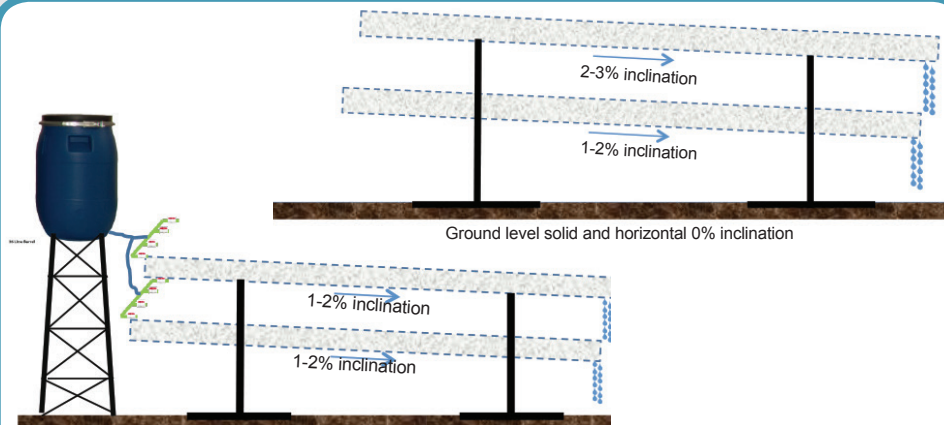 2-3% inclination
1-2% inclination
Ground level solid and horizontal 0% inclination
1-2% inclination
1-2% inclination